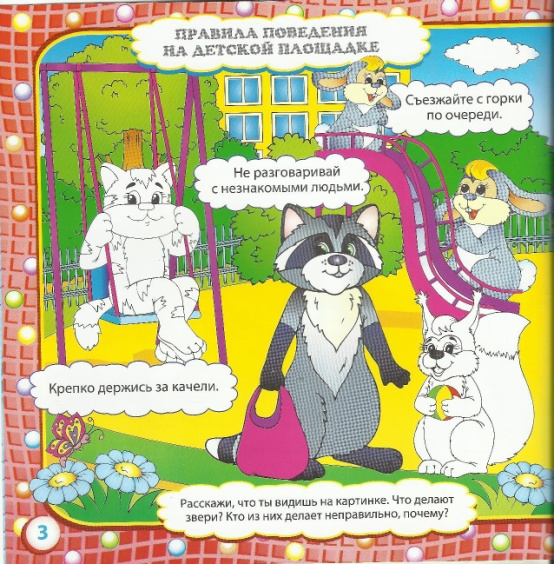 ПРАВИЛА ПОВЕДЕНИЯ
НА ДЕТСКОЙ ПЛОЩАДКЕ
Съезжайте с горки
по очереди.
Не разговаривай
с незнакомыми людьми.
Крепко держись за качели.
Расскажи, что ты видишь на картинке. Что делают
звери? Кто из них делает неправильно, почему?
3